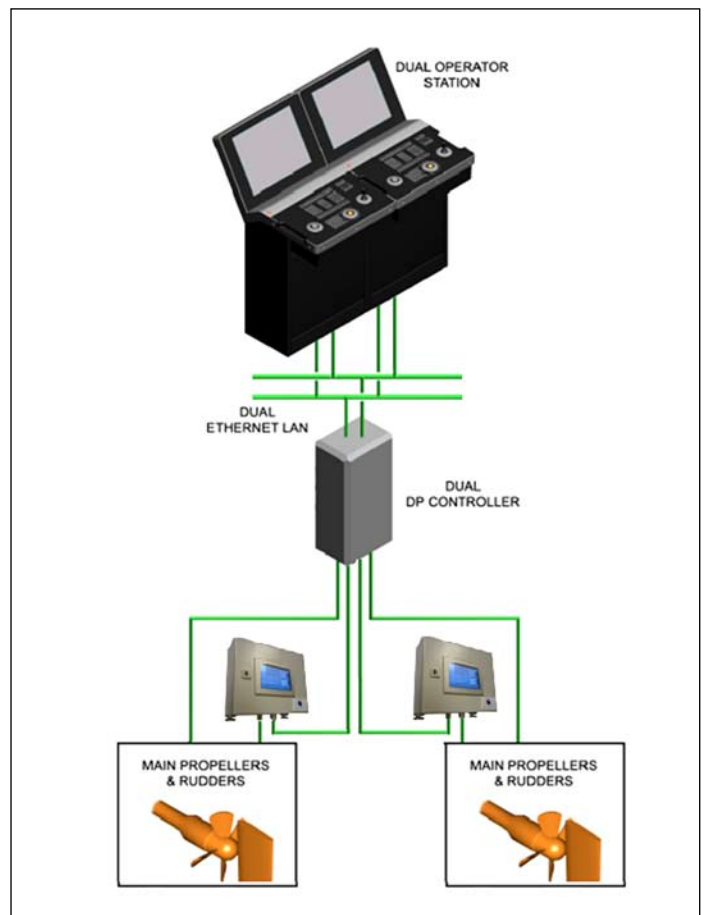 DUAL OPERATOR
STATION
DUAL
ETHERNET LAN
DUAL
DP CONTROLLER
MAIN PROPELLERS
& RUDDERS
MAIN PROPELLERS
& RUDDERS